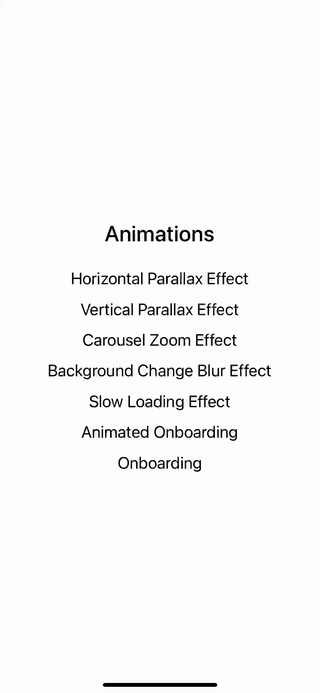 Animations
Horizontal Parallax Effect
Vertical Parallax Effect
Carousel Zoom Effect
Background Change Blur Effect
Slow Loading Effect
Animated Onboarding
Onboarding